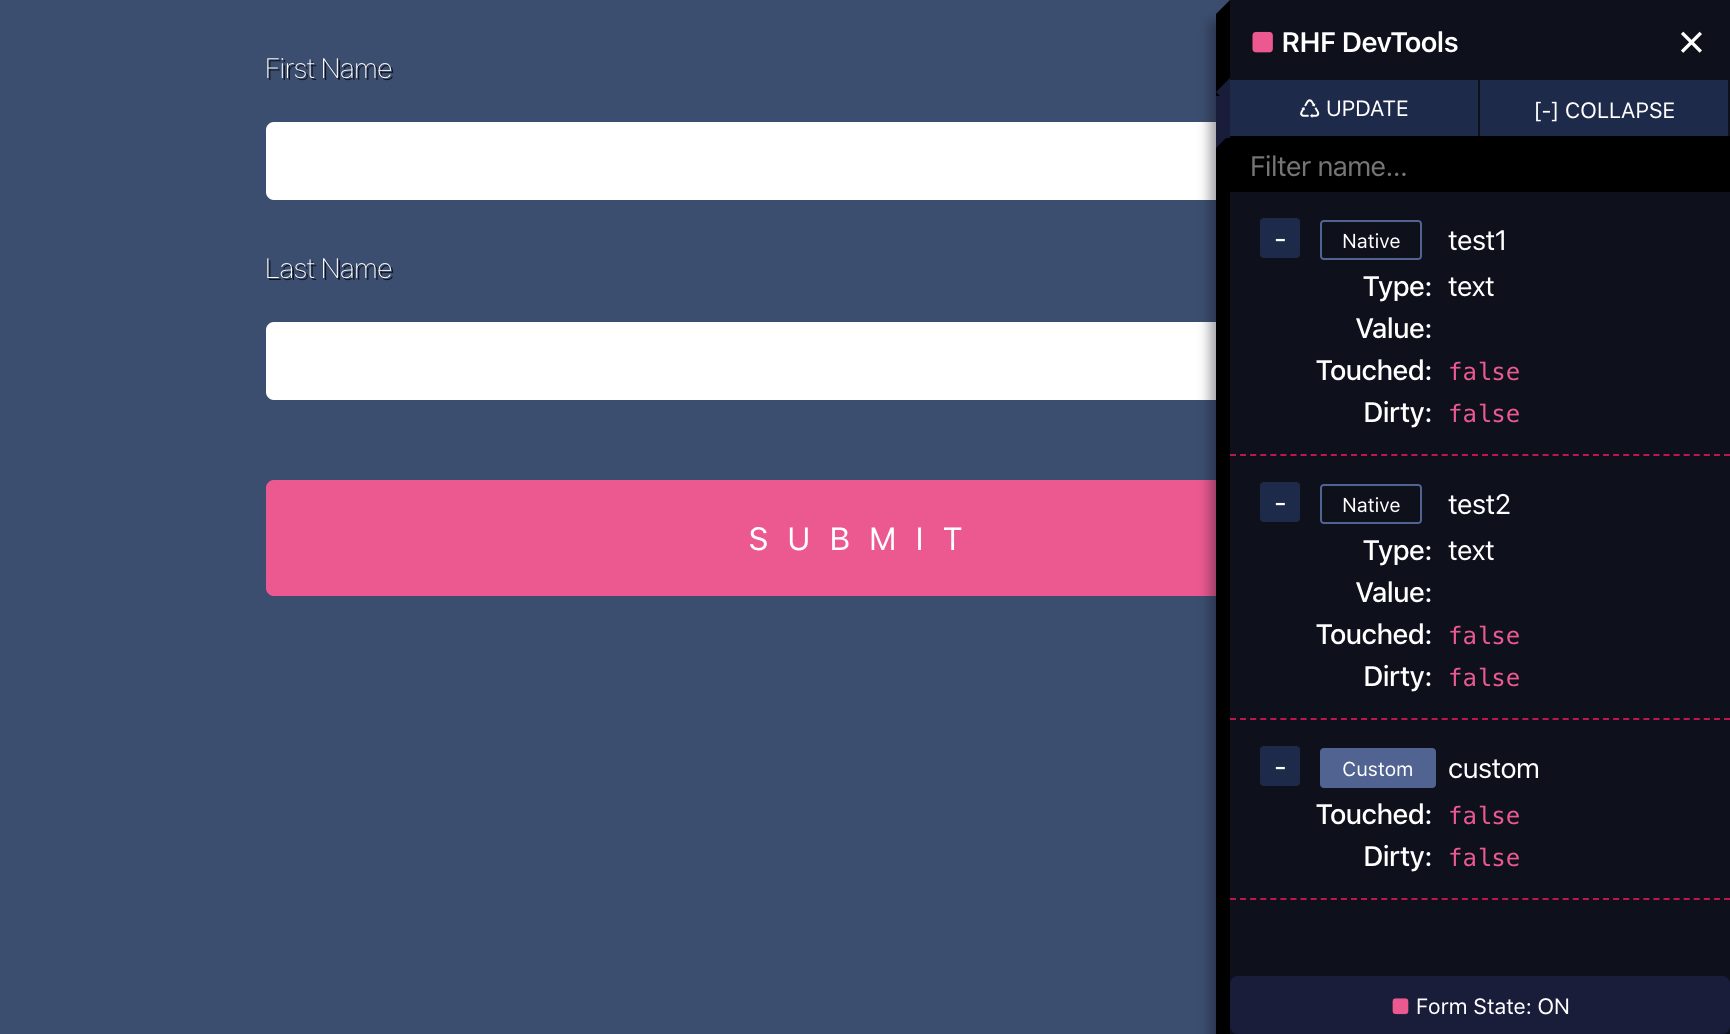 First Name
Last Name
SUBMIT
RHF DevTools
UPDATE
[-] COLLAPSE
Filter name...
- Native test1
Type: text
Value:
Touched: false
Dirty: false
- Native test2
Type: text
Value:
Touched: false
Dirty: false
- Custom custom
Touched: false
Dirty: false
Form State: ON